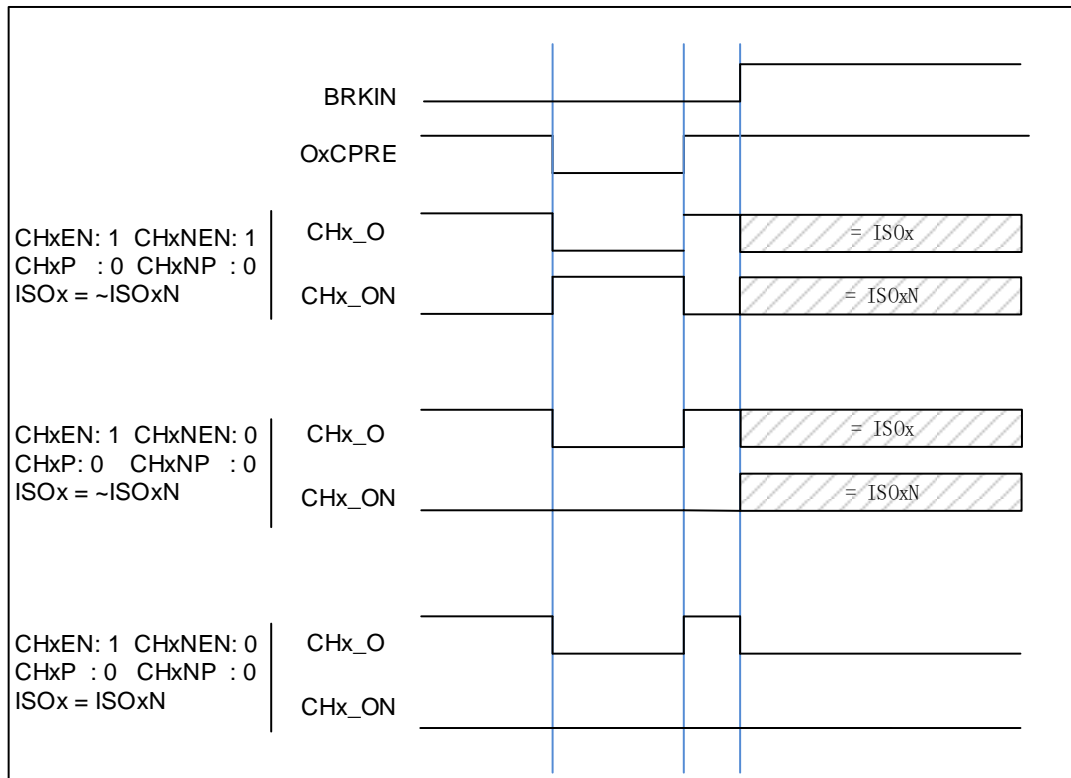 BRKIN
OxCPRE
CHxEN: 1 CHxNEN: 1
CHxP : 0 CHxNP : 0
ISOx = ~ISOxN
CHx_O
= ISOx
CHx_ON
= ISOxN
CHxEN: 1 CHxNEN: 0
CHxP: 0 CHxNP : 0
ISOx = ~ISOxN
CHx_O
= ISOx
CHx_ON
= ISOxN
CHxEN: 1 CHxNEN: 0
CHxP : 0 CHxNP : 0
ISOx = ISOxN
CHx_O
CHx_ON